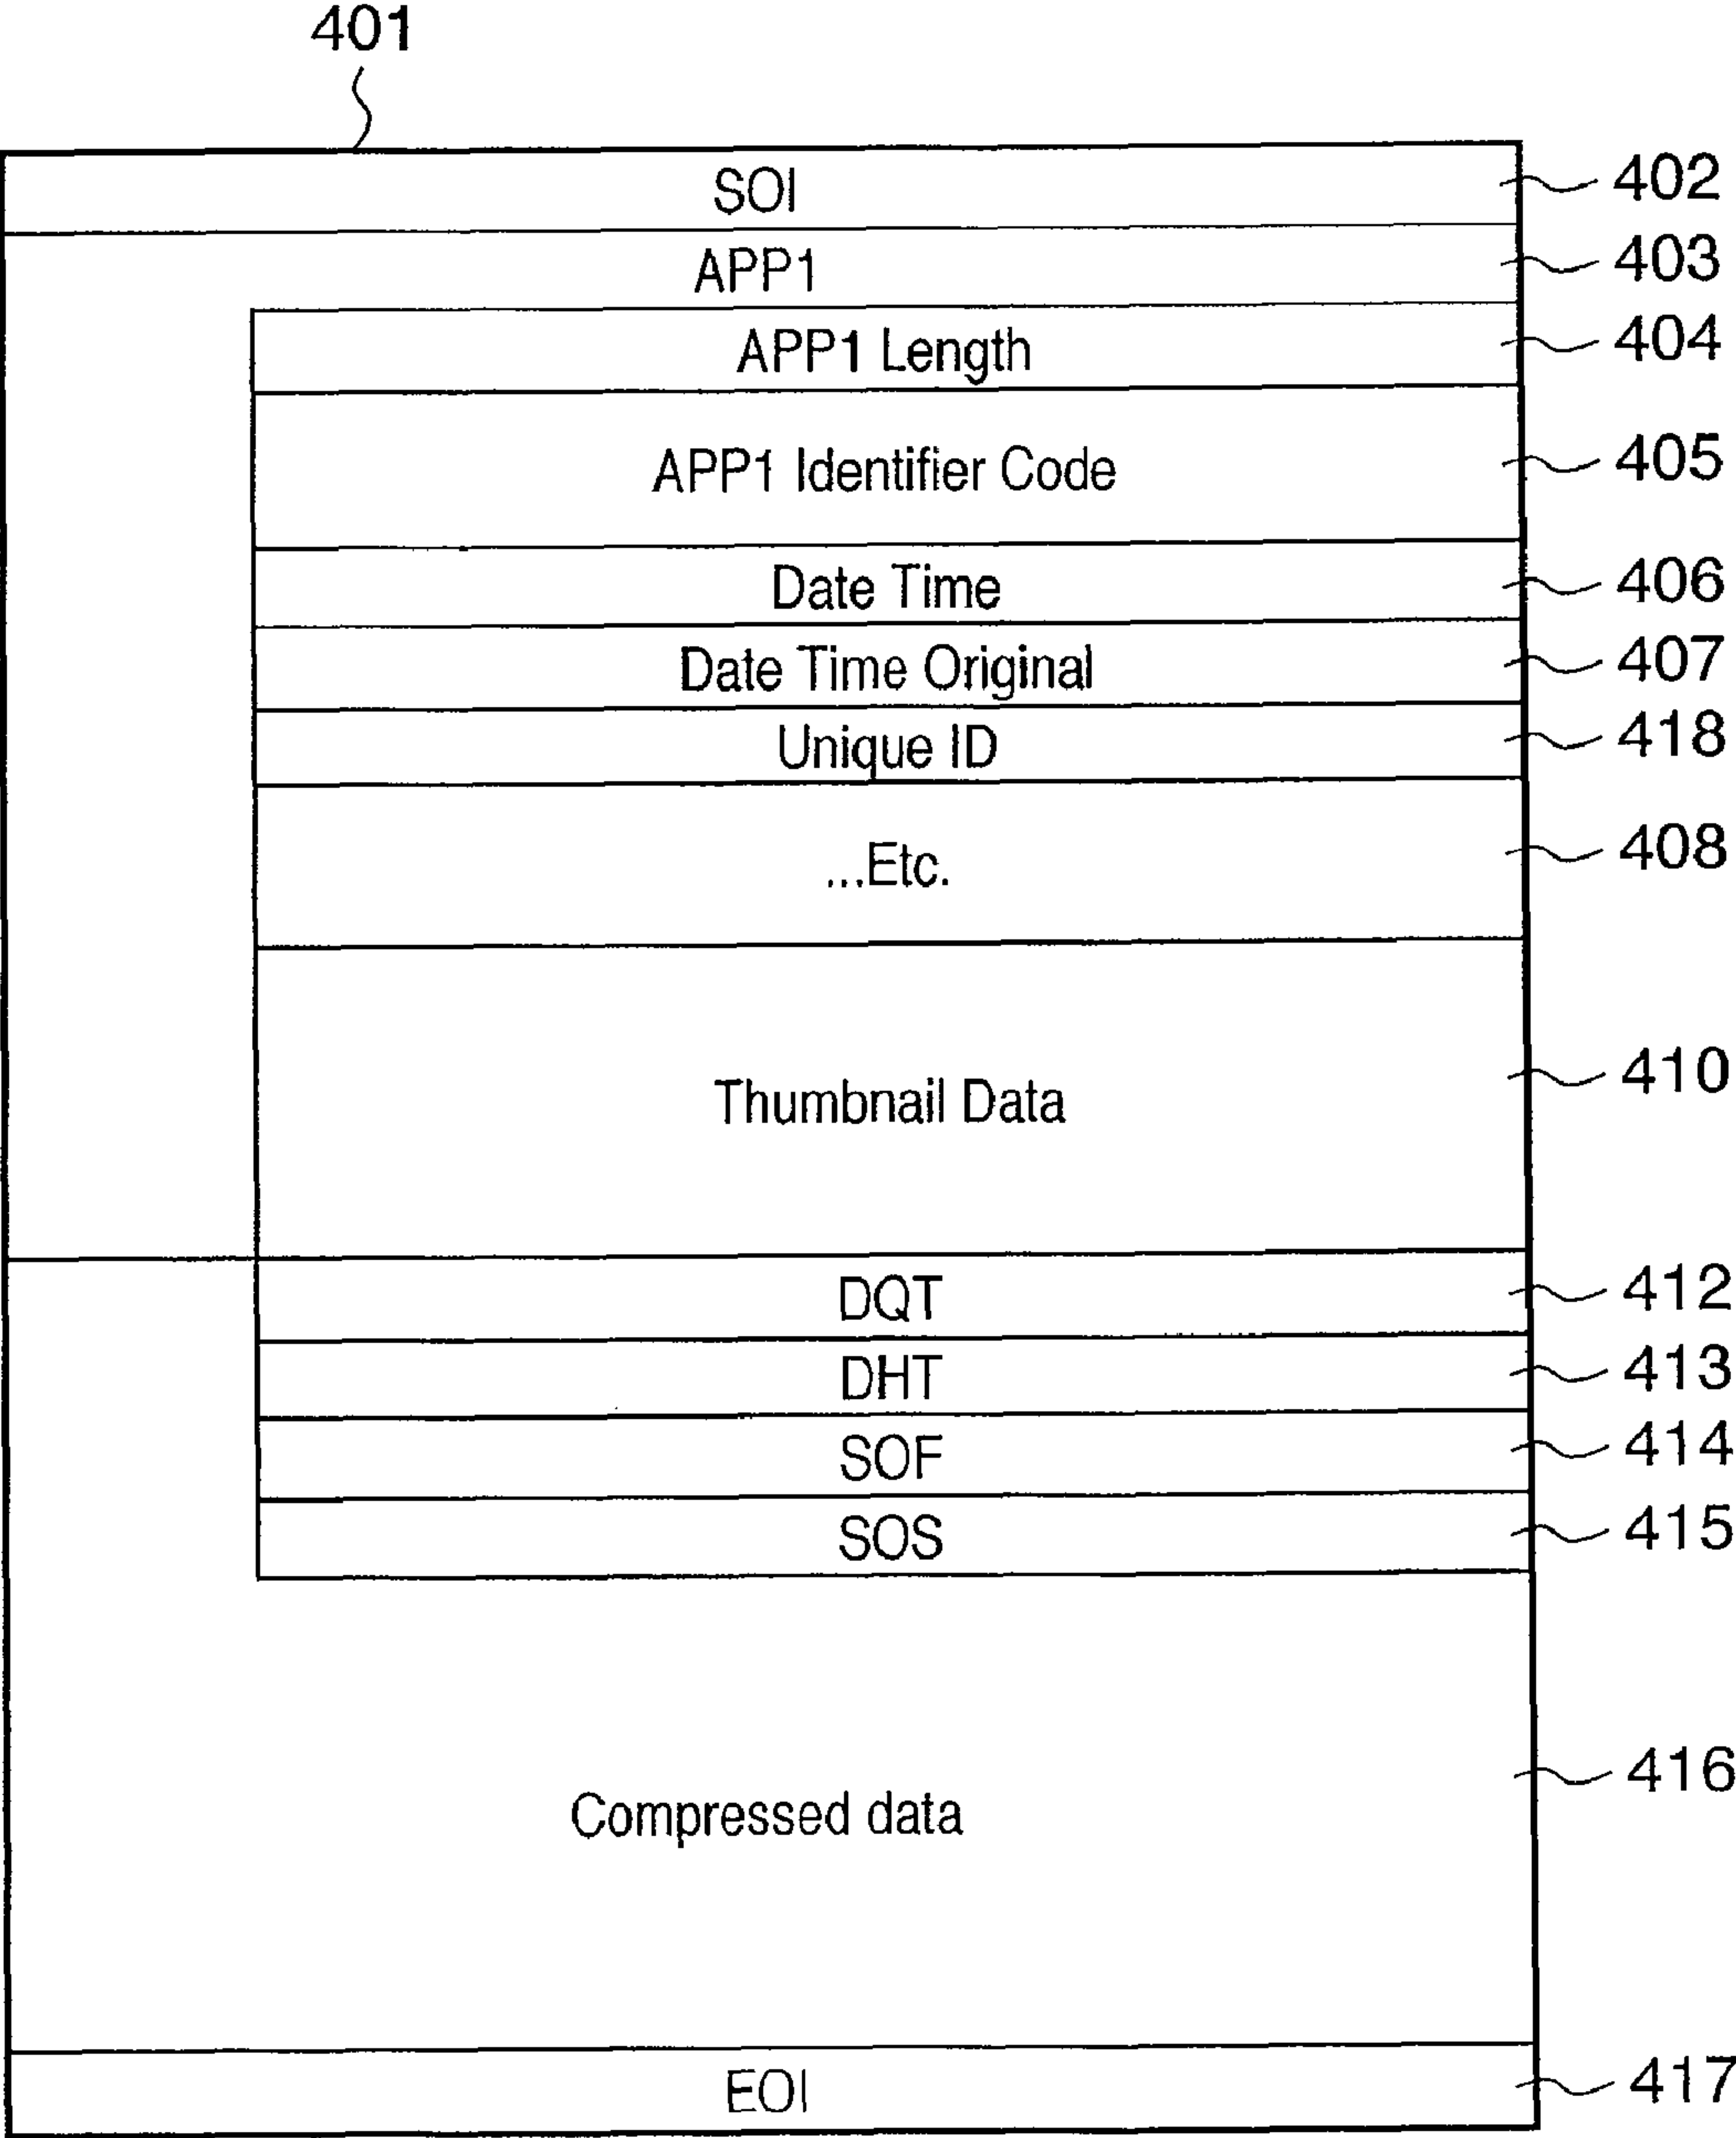 401
SOI 402
APP1 403
APP1 Length 404
APP1 Identifier Code 405
Date Time 406
Date Time Original 407
Unique ID 418
...Etc. 408
Thumbnail Data 410
DQT 412
DHT 413
SOF 414
SOS 415
Compressed data 416
EOI 417